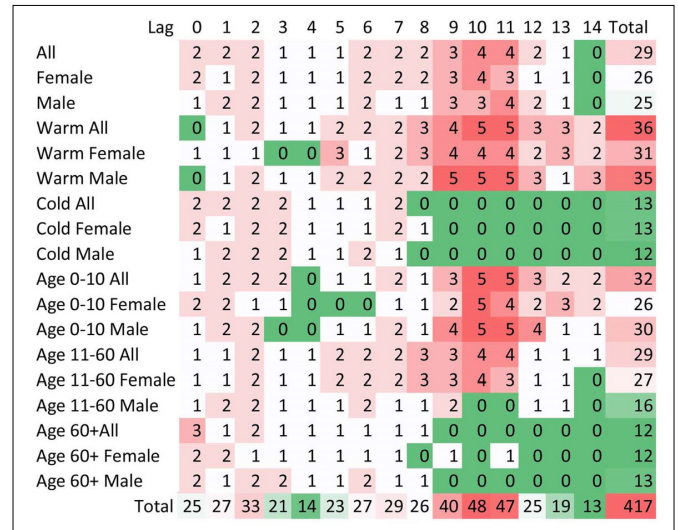 Lag 0 1 2 3 4 5 6 7 8 9 10 11 12 13 14 Total
All 2 2 2 1 1 1 2 2 2 3 4 4 2 1 0 29
Female 2 1 2 1 1 1 2 2 2 3 4 3 1 1 0 26
Male 1 2 2 1 1 1 2 1 1 3 3 4 2 1 0 25
Warm All 0 1 2 1 1 2 2 2 3 4 5 5 3 3 2 36
Warm Female 1 1 1 0 0 3 1 2 3 4 4 4 2 3 2 31
Warm Male 0 1 2 1 1 2 2 2 2 5 5 5 3 1 3 35
Cold All 2 2 2 2 1 1 1 2 0 0 0 0 0 0 0 13
Cold Female 2 1 2 2 1 1 1 2 1 0 0 0 0 0 0 13
Cold Male 1 2 2 2 1 1 2 1 0 0 0 0 0 0 0 12
Age 0-10 All 1 2 2 2 0 1 1 2 1 3 5 5 3 2 2 32
Age 0-10 Female 2 2 1 1 0 0 0 1 1 2 5 4 2 3 2 26
Age 0-10 Male 1 2 2 0 0 1 1 2 1 4 5 5 4 1 1 30
Age 11-60 All 1 1 2 1 1 2 2 2 3 3 4 4 1 1 1 29
Age 11-60 Female 1 1 2 1 1 2 2 2 3 3 4 3 1 1 0 27
Age 11-60 Male 1 2 2 1 1 1 2 1 1 2 0 0 1 1 0 16
Age 60+All 3 1 2 1 1 1 1 1 1 0 0 0 0 0 0 12
Age 60+ Female 2 2 1 1 1 1 1 1 0 1 0 1 0 0 0 12
Age 60+ Male 2 1 2 2 1 1 2 1 1 0 0 0 0 0 0 13
Total 25 27 33 21 14 23 27 29 26 40 48 47 25 19 13 417